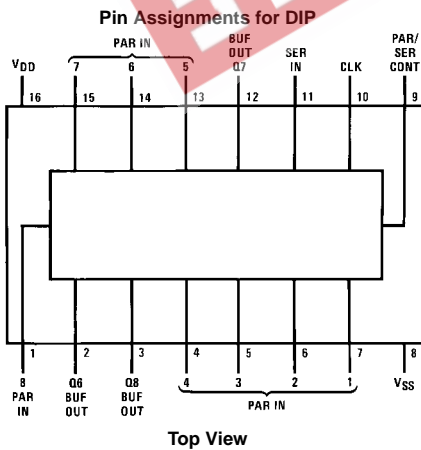 Pin Assignments for DIP
PAR IN
BUF
OUT
Q7
SER
IN
CLK
PAR/
SER
CONT
VDD
7
6
5
16
15
14
13
12
11
10
9
1
2
3
4
5
6
7
8
8
PAR
IN
Q6
BUF
OUT
Q8
BUF
OUT
4
3
2
1
PAR IN
VSS
Top View